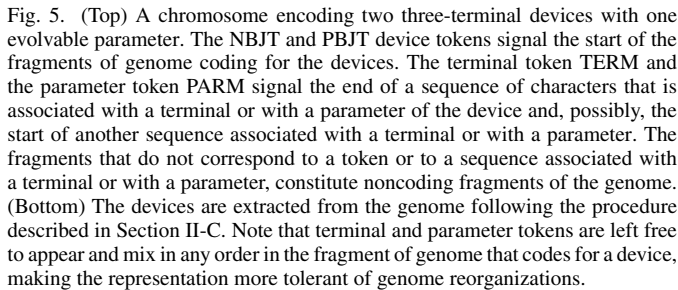 Fig. 5. (Top) A chromosome encoding two three-terminal devices with one
evolvable parameter. The NBJT and PBJT device tokens signal the start of the
fragments of genome coding for the devices. The terminal token TERM and
the parameter token PARM signal the end of a sequence of characters that is
associated with a terminal or with a parameter of the device and, possibly, the
start of another sequence associated with a terminal or with a parameter. The
fragments that do not correspond to a token or to a sequence associated with
a terminal or with a parameter, constitute noncoding fragments of the genome.
(Bottom) The devices are extracted from the genome following the procedure
described in Section II-C. Note that terminal and parameter tokens are left free
to appear and mix in any order in the fragment of genome that codes for a device,
making the representation more tolerant of genome reorganizations.